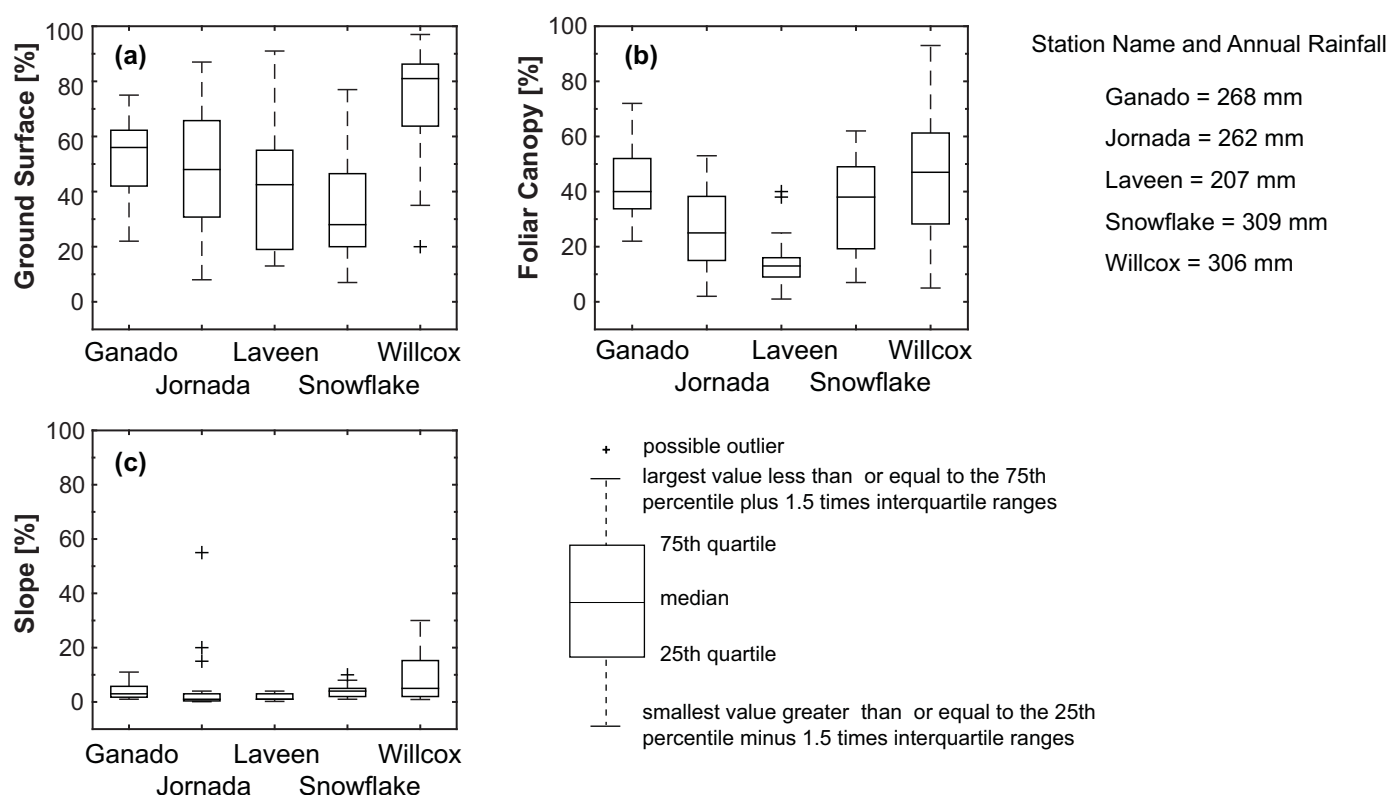 (a)
Ground Surface [%]
100
80
60
40
20
0
Ganado
Laveen
Willcox
Jornada
Snowflake
(b)
Foliar Canopy [%]
100
80
60
40
20
0
Ganado
Laveen
Willcox
Jornada
Snowflake
Station Name and Annual Rainfall
Ganado = 268 mm
Jornada = 262 mm
Laveen = 207 mm
Snowflake = 309 mm
Willcox = 306 mm
(c)
Slope [%]
100
80
60
40
20
0
Ganado
Laveen
Willcox
Jornada
Snowflake
possible outlier
largest value less than or equal to the 75th
percentile plus 1.5 times interquartile ranges
75th quartile
median
25th quartile
smallest value greater than or equal to the 25th
percentile minus 1.5 times interquartile ranges